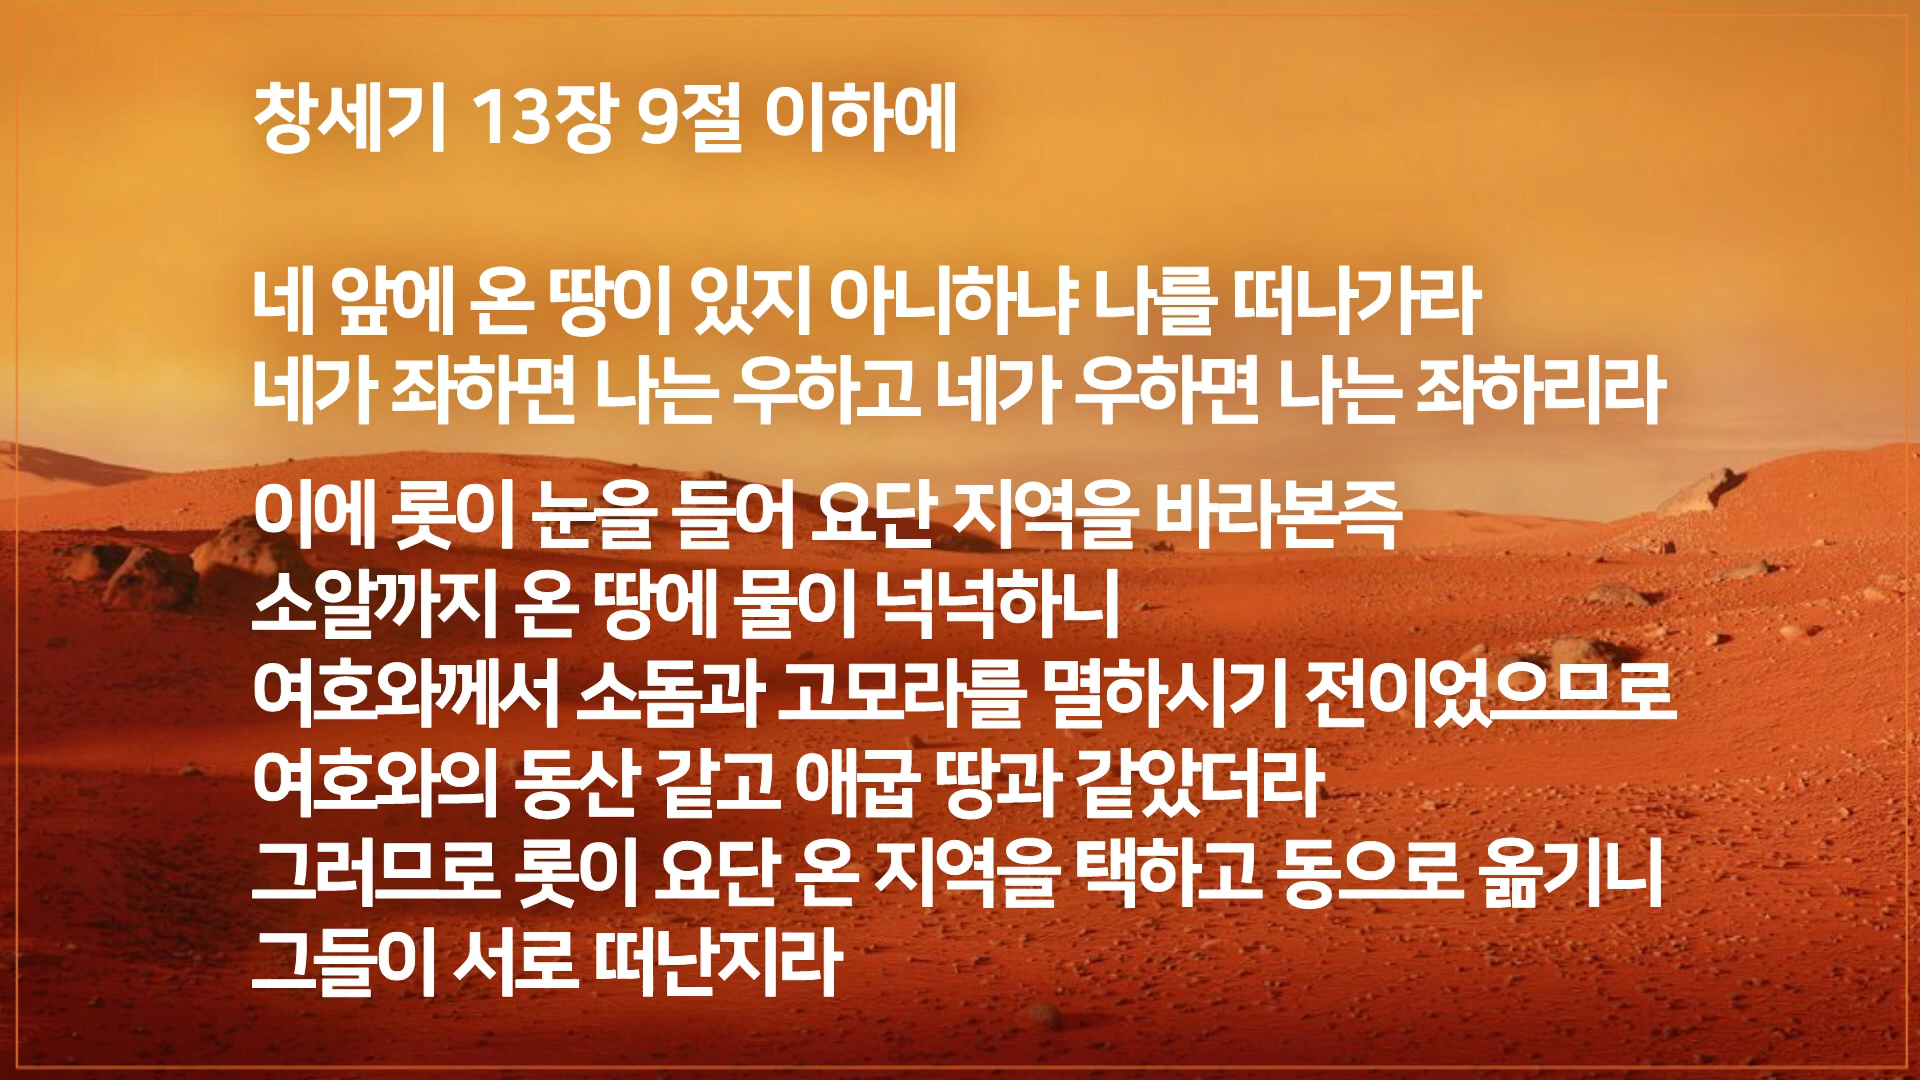 창세기 13장 9절 이하에
네 앞에 온 땅이 있지 아니하냐 나를 떠나가라
네가 좌하면 나는 우하고 네가 우하면 나는 좌하리라
이에 롯이 눈을 들어 요단 지역을 바라본즉
소알까지 온 땅에 물이 넉넉하니
여호와께서 소돔과 고모라를 멸하시기 전이었으므로
여호와의 동산 같고 애굽 땅과 같았더라
그러므로 롯이 요단 온 지역을 택하고 동으로 옮기니
그들이 서로 떠난지라